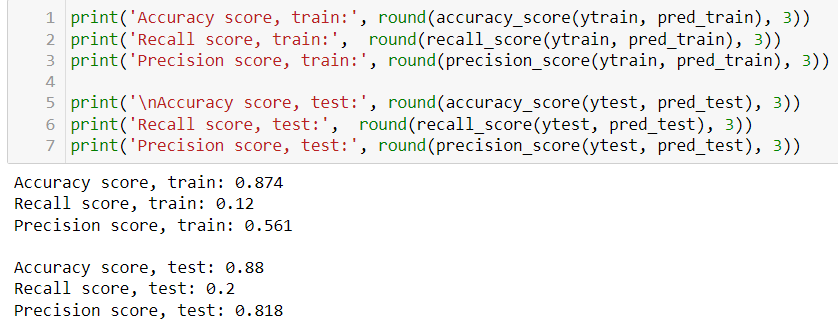 1 print('Accuracy score, train:', round(accuracy_score(ytrain, pred_train), 3))
2 print('Recall score, train:',  round(recall_score(ytrain, pred_train), 3))
3 print('Precision score, train:', round(precision_score(ytrain, pred_train), 3))
4
5 print('\nAccuracy score, test:', round(accuracy_score(ytest, pred_test), 3))
6 print('Recall score, test:',  round(recall_score(ytest, pred_test), 3))
7 print('Precision score, test:', round(precision_score(ytest, pred_test), 3))
Accuracy score, train: 0.874
Recall score, train: 0.12
Precision score, train: 0.561
Accuracy score, test: 0.88
Recall score, test: 0.2
Precision score, test: 0.818